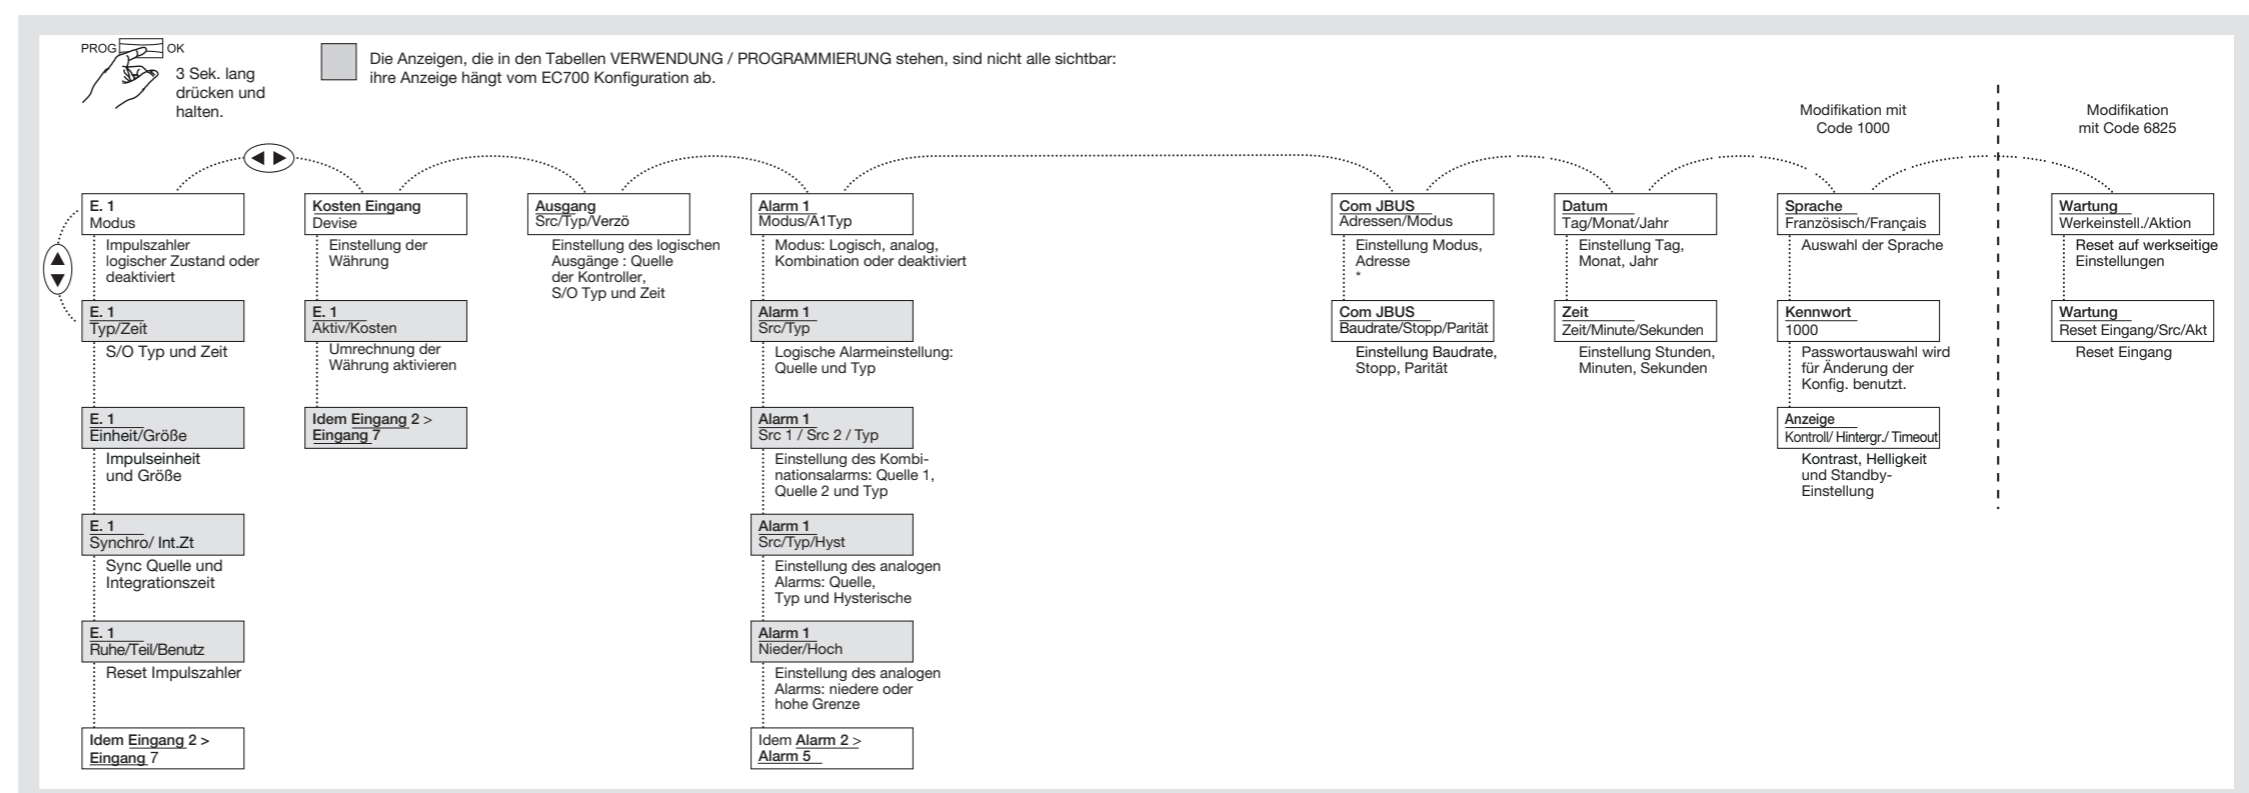 PROG OK
3 Sek. lang
drücken und
halten.
Die Anzeigen, die in den Tabellen VERWENDUNG / PROGRAMMIERUNG stehen, sind nicht alle sichtbar:
ihre Anzeige hängt vom EC700 Konfiguration ab.
Modifikation mit
Code 1000
Modifikation
mit Code 6825
E. 1
Modus
Impulszahler
logischer Zustand oder
deaktiviert
E. 1
Typ/Zeit
S/O Typ und Zeit
E. 1
Einheit/Größe
Impulseinheit
und Größe
E. 1
Synchro/ Int.Zt
Sync Quelle und
Integrationszeit
E. 1
Ruhe/Teil/Benutz
Reset Impulszahler
Idem Eingang 2 >
Eingang 7
Kosten Eingang
Devise
Einstellung der
Währung
E. 1
Aktiv/Kosten
Umrechnung der
Währung aktivieren
Idem Eingang 2 >
Eingang 7
Ausgang
Src/Typ/Verzö
Einstellung des logischen
Ausgänge : Quelle
der Kontroller,
S/O Typ und Zeit
Alarm 1
Modus/A1Typ
Modus: Logisch, analog,
Kombination oder deaktiviert
Alarm 1
Src/Typ
Logische Alarmeinstellung:
Quelle und Typ
Alarm 1
Src 1 / Src 2 / Typ
Einstellung des Kombi-
nationsalarms: Quelle 1,
Quelle 2 und Typ
Alarm 1
Src/Typ/Hyst
Einstellung des analogen
Alarms: Quelle,
Typ und Hysterische
Alarm 1
Nieder/Hoch
Einstellung des analogen
Alarms: niedere oder
hohe Grenze
Idem Alarm 2 >
Alarm 5
Com JBUS
Adressen/Modus
Einstellung Modus,
Adresse
*
Com JBUS
Baudrate/Stopp/Parität
Einstellung Baudrate,
Stopp, Parität
Datum
Tag/Monat/Jahr
Einstellung Tag,
Monat, Jahr
Zeit
Zeit/Minute/Sekunden
Einstellung Stunden,
Minuten, Sekunden
Sprache
Französisch/Français
Auswahl der Sprache
Kennwort
1000
Passwortauswahl wird
für Änderung der
Konfig. benutzt.
Anzeige
Kontroll/ Hintergr./ Timeout
Kontrast, Helligkeit
und Standby-
Einstellung
Wartung
Werkeinstell./Aktion
Reset auf werkseitige
Einstellungen
Wartung
Reset Eingang/Src/Akt
Reset Eingang